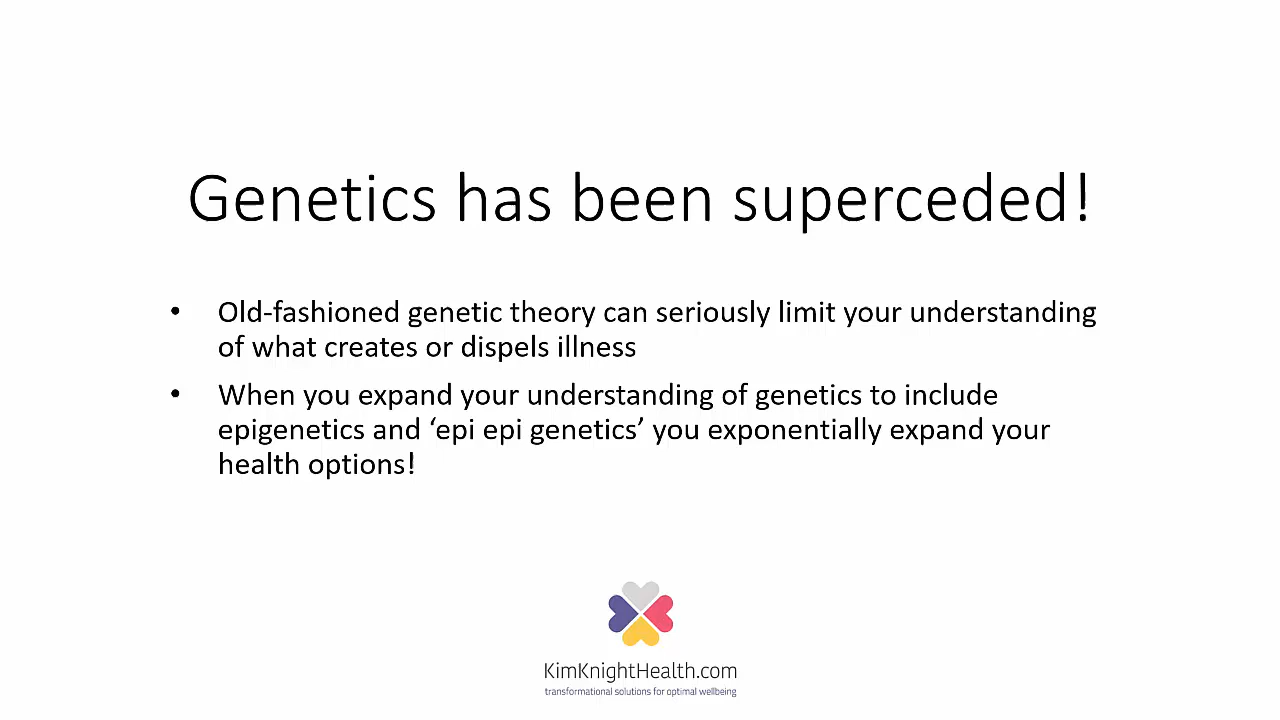 Genetics has been superceded!
• Old-fashioned genetic theory can seriously limit your understanding
of what creates or dispels illness
• When you expand your understanding of genetics to include
epigenetics and ‘epi epi genetics’ you exponentially expand your
health options!
KimKnightHealth.com
transformational solutions for optimal wellbeing